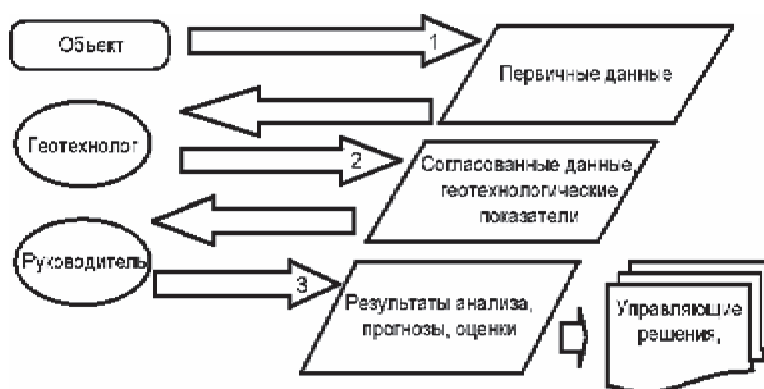 Объект
1
Первичные данные
Геотехнолог
2
Согласованные данные,
геотехнологические
показатели
Руководитель
3
Результаты анализа,
прогнозы, оценки
Управляющие
решения,